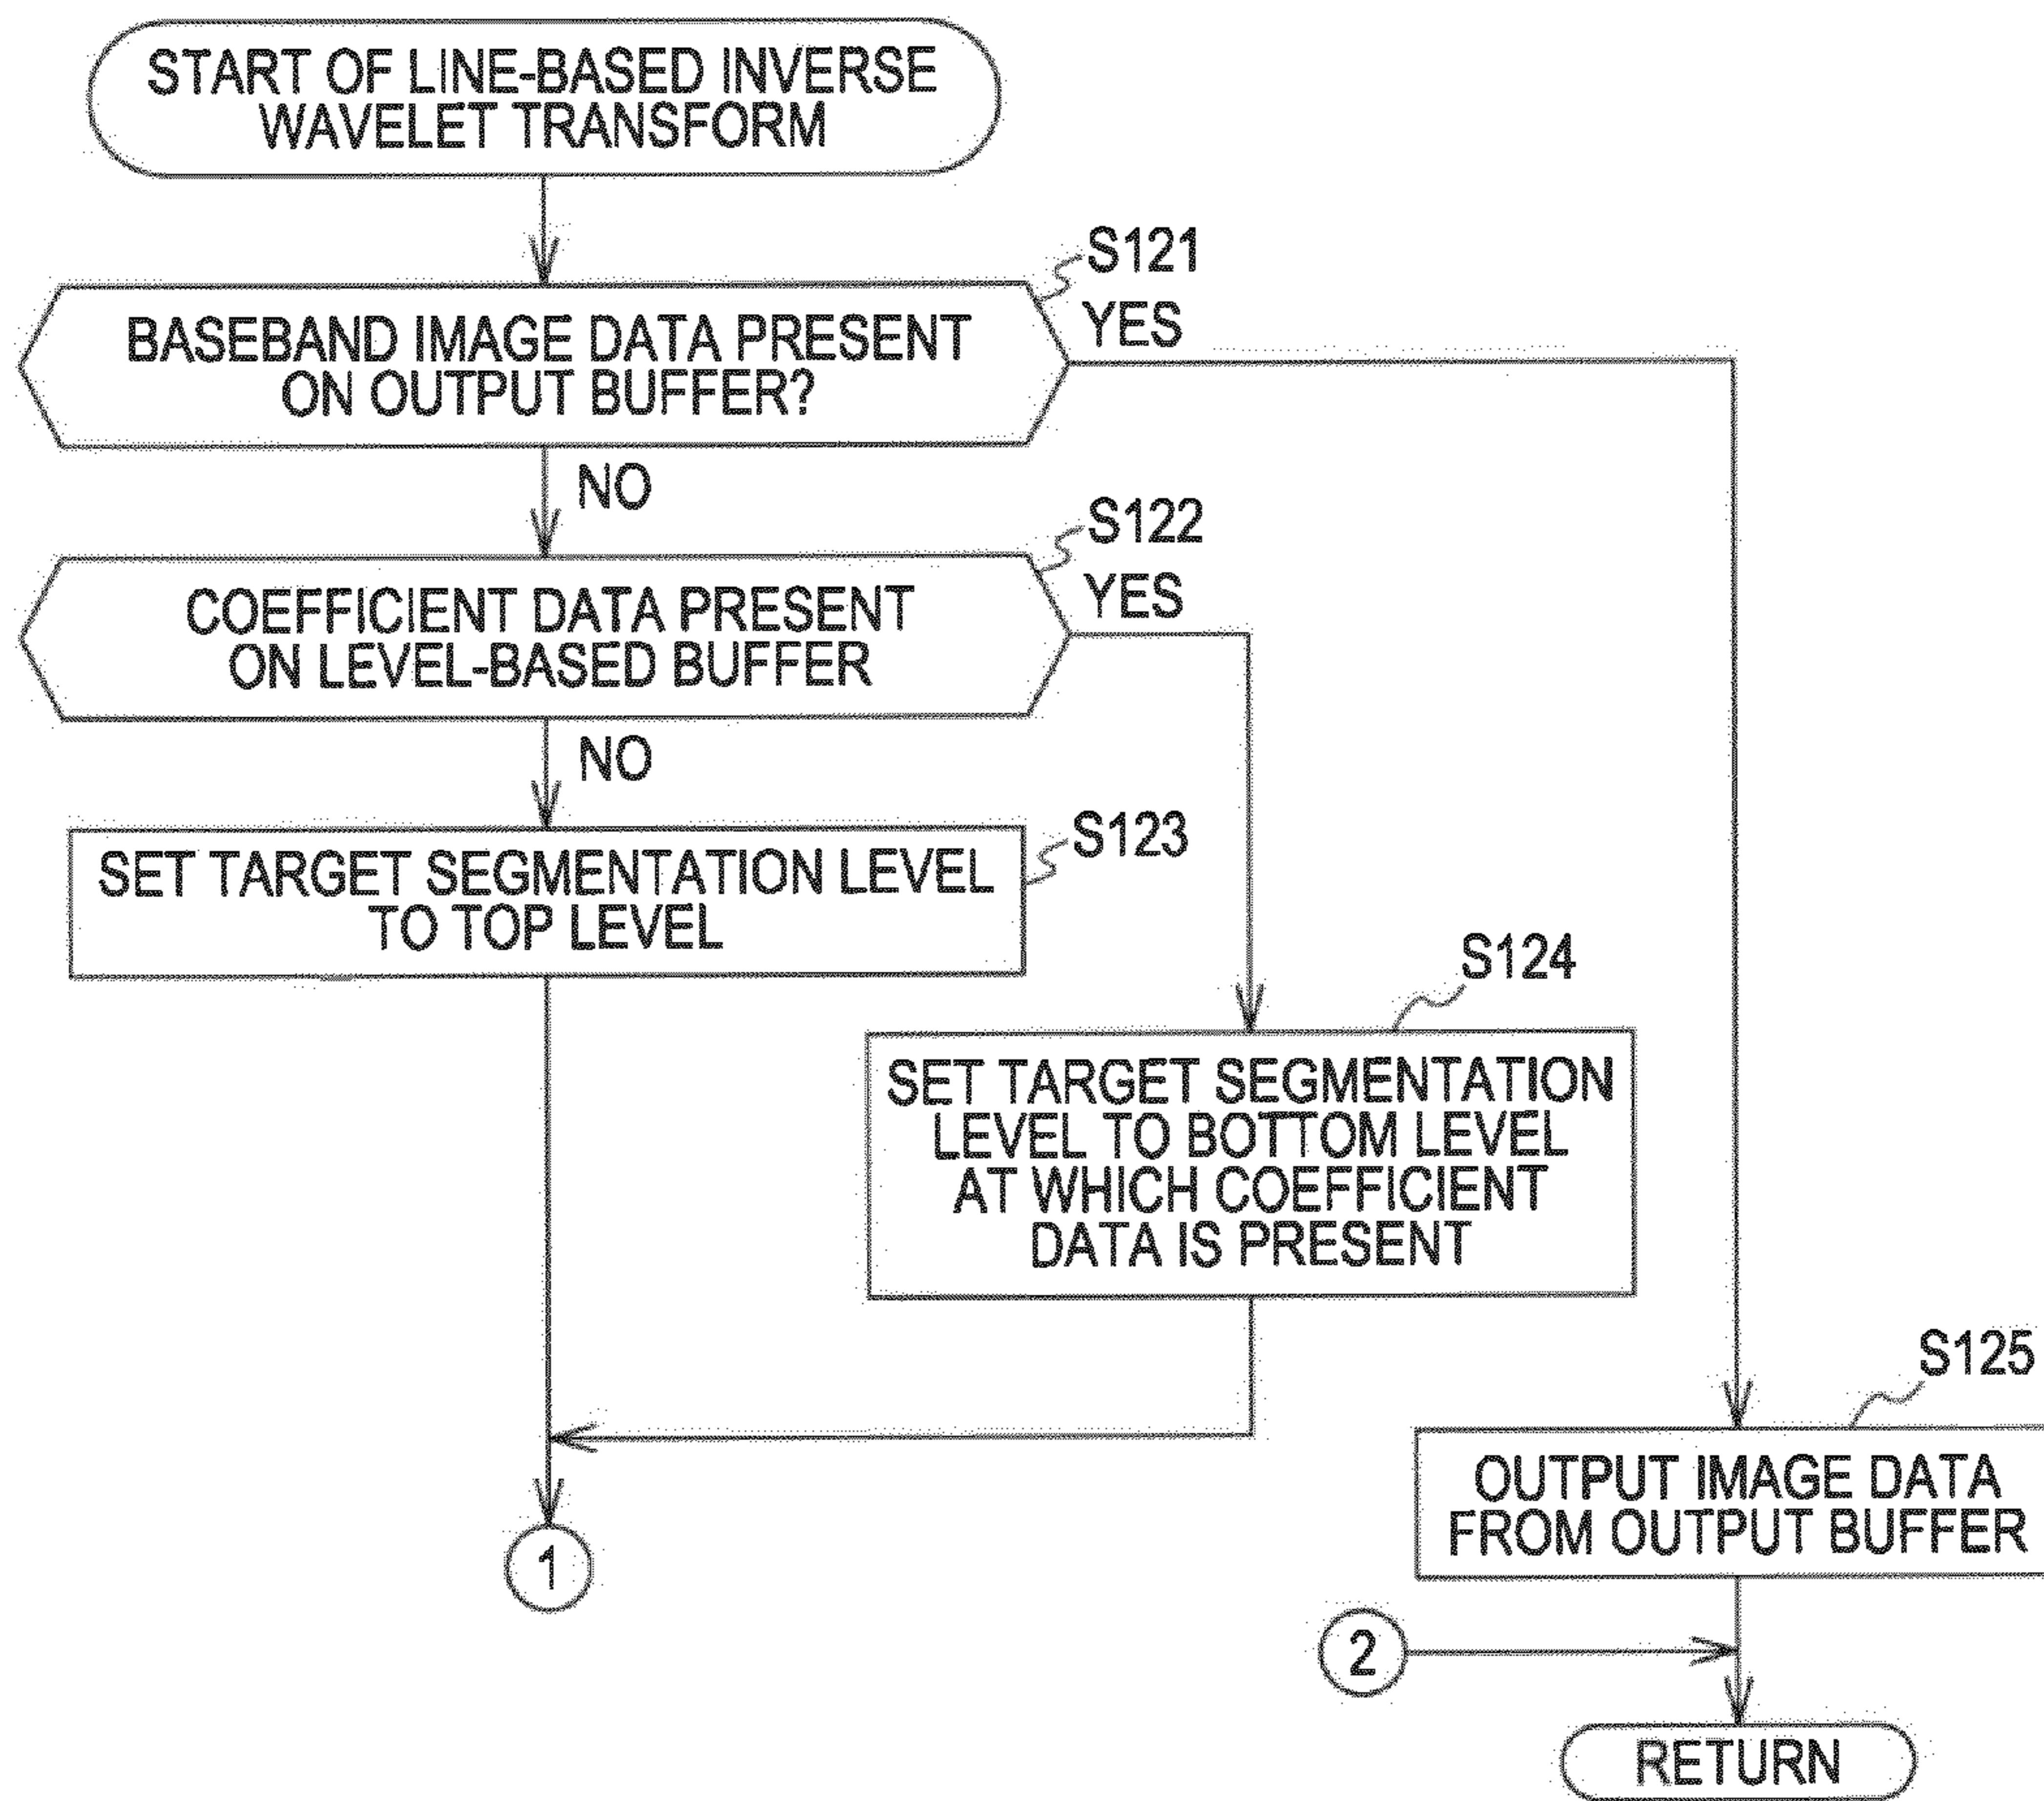 START OF LINE-BASED INVERSE
WAVELET TRANSFORM
S121
BASEBAND IMAGE DATA PRESENT
ON OUTPUT BUFFER?
YES
NO
S122
COEFFICIENT DATA PRESENT
ON LEVEL-BASED BUFFER
YES
NO
S123
SET TARGET SEGMENTATION LEVEL
TO TOP LEVEL
S124
SET TARGET SEGMENTATION
LEVEL TO BOTTOM LEVEL
AT WHICH COEFFICIENT
DATA IS PRESENT
S125
OUTPUT IMAGE DATA
FROM OUTPUT BUFFER
1
2
RETURN